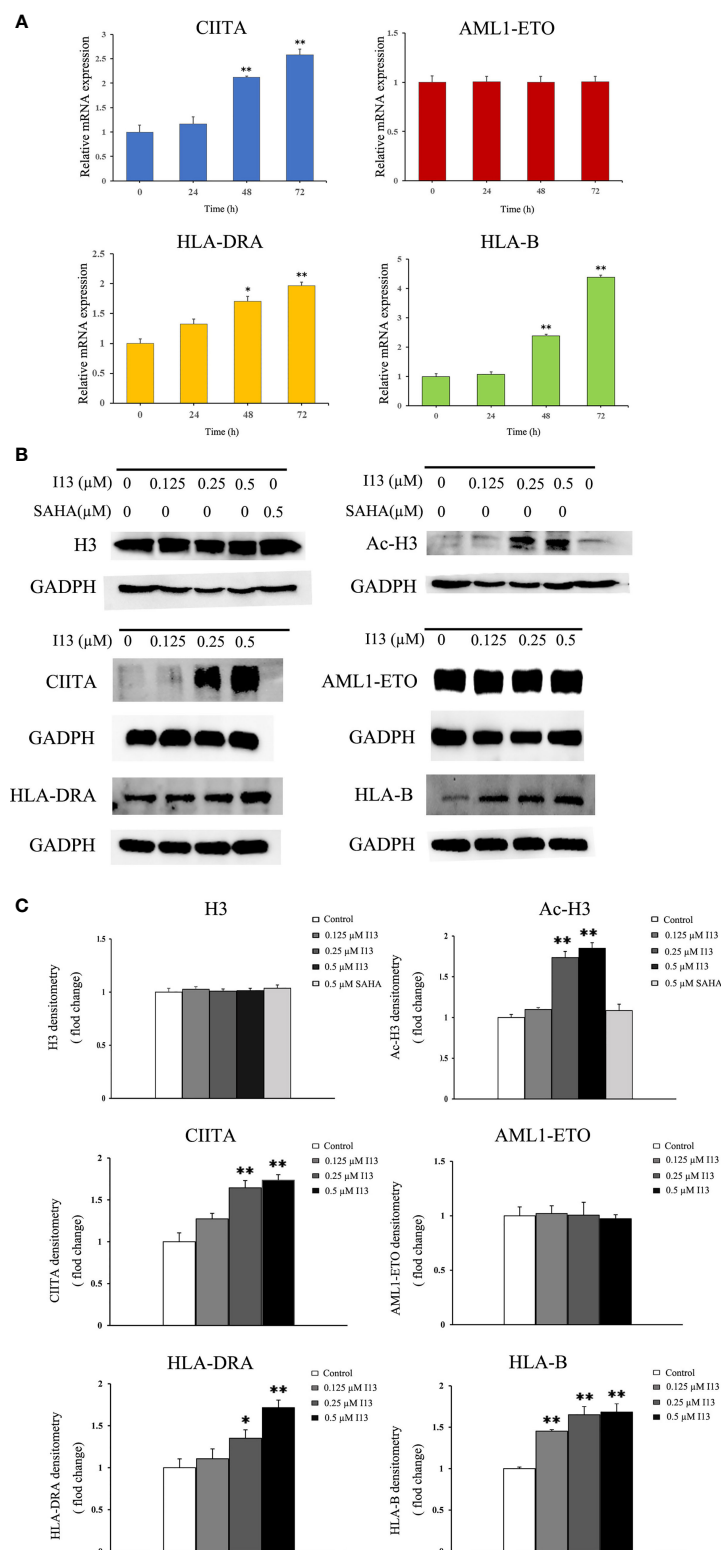 A
CIITA
Relative mRNA expression
3
2.5
2
1.5
1
0.5
0
**
**
0 24 48 72
Time (h)
AML1-ETO
Relative mRNA expression
1.5
1
0.5
0
0 24 48 72
Time (h)
HLA-DRA
Relative mRNA expression
2.5
2
1.5
1
0.5
0
*
**
0 24 48 72
Time (h)
HLA-B
Relative mRNA expression
5
4
3
2
1
0
**
**
0 24 48 72
Time (h)
B
I13 (µM) 0 0.125 0.25 0.5 0
SAHA(µM) 0 0 0 0 0.5
H3
GADPH
I13 (µM) 0 0.125 0.25 0.5 0
SAHA(µM) 0 0 0 0 0.5
Ac-H3
GADPH
I13 (µM) 0 0.125 0.25 0.5
CIITA
GADPH
HLA-DRA
GADPH
I13 (µM) 0 0.125 0.25 0.5
AML1-ETO
GADPH
HLA-B
GADPH
C
H3
H3 densitometry
( flod change)
1.5
1
0.5
0
Control
0.125 µM I13
0.25 µM I13
0.5 µM I13
0.5 µM SAHA
Ac-H3
Ac-H3 densitometry
( flod change)
2
1.5
1
0.5
0
** **
Control
0.125 µM I13
0.25 µM I13
0.5 µM I13
0.5 µM SAHA
CIITA
CIITA densitometry
( flod change)
2
1.5
1
0.5
0
** **
Control
0.125 µM I13
0.25 µM I13
0.5 µM I13
AML1-ETO
AML1-ETO densitometry
( flod change)
1.5
1
0.5
0
Control
0.125 µM I13
0.25 µM I13
0.5 µM I13
HLA-DRA
HLA-DRA densitometry
( flod change)
2
1.5
1
0.5
0
*
**
Control
0.125 µM I13
0.25 µM I13
0.5 µM I13
HLA-B
HLA-B densitometry
( flod change)
2
1.5
1
0.5
0
** ** **
Control
0.125 µM I13
0.25 µM I13
0.5 µM I13